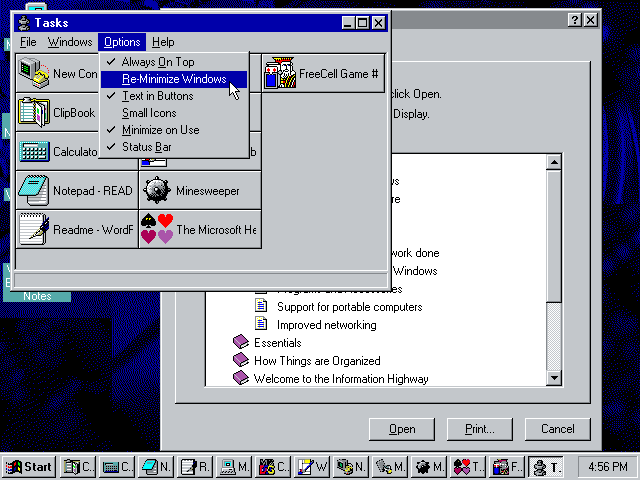 Tasks
File Windows Options Help
Always On Top
Re-Minimize Windows
Text in Buttons
Small Icons
Minimize on Use
Status Bar
New Con
FreeCell Game #
ClipBook
Calculato
b
Notepad - READ
Minesweeper
Readme - WordF
The Microsoft He
Notes
click Open.
Display.
work done
Windows
Support for portable computers
Improved networking
Essentials
How Things are Organized
Welcome to the Information Highway
Open Print... Cancel
Start C.. C.. N.. R.. M.. C.. W N.. M.. M.. T.. F.. T.. 4:56 PM